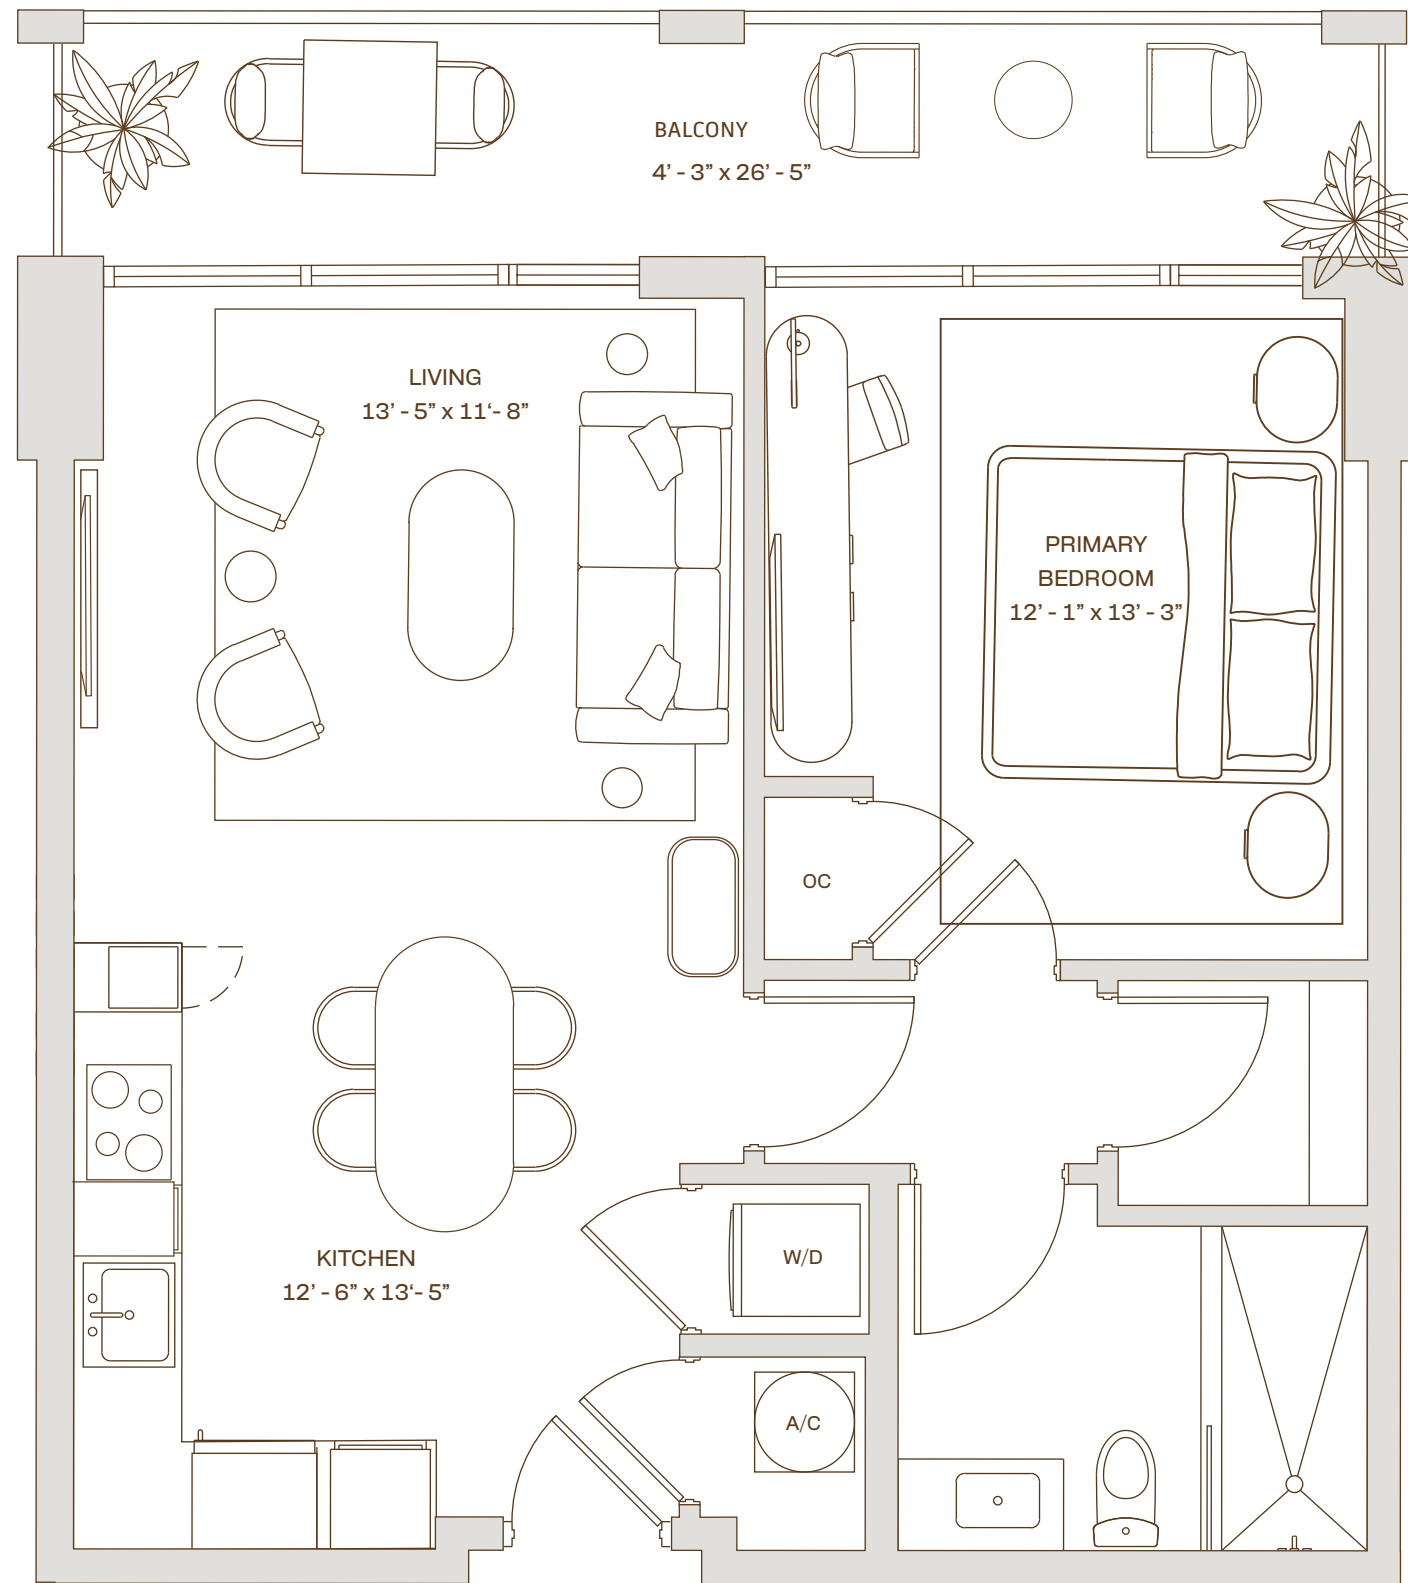 BALCONY
4’ - 3” x 26’ - 5”
LIVING
13’ - 5” x 11‘- 8”
PRIMARY
BEDROOM
12’ - 1” x 13’ - 3”
OC
KITCHEN
12’ - 6” x 13‘- 5”
W/D
A/C